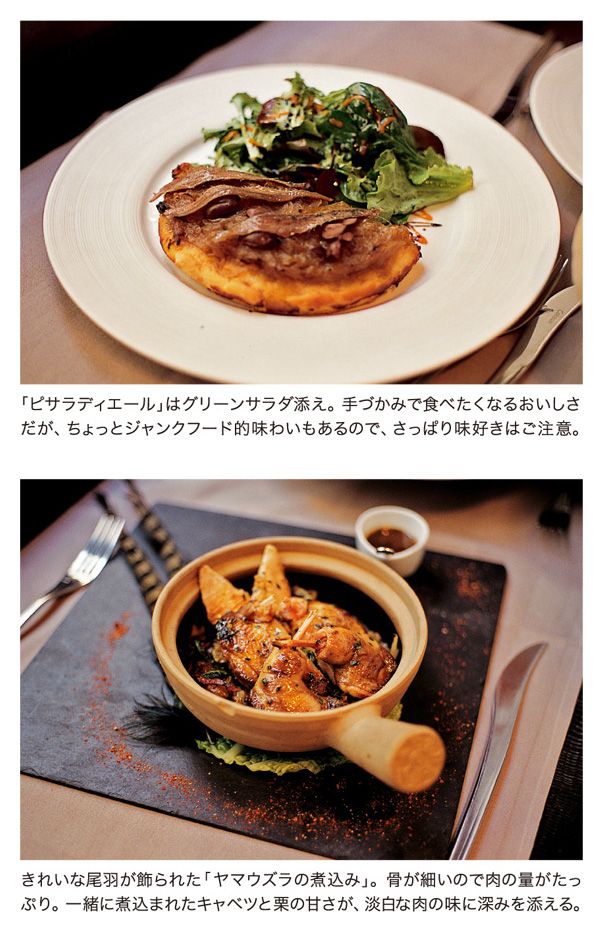 「ピサラディエール」はグリーンサラダ添え。手づかみで食べたくなるおいしさ
だが、ちょっとジャンクフード的味わいもあるので、さっぱり味好きはご注意。
きれいな尾羽が飾られた「ヤマウズラの煮込み」。骨が細いので肉の量がたっ
ぷり。一緒に煮込まれたキャベツと栗の甘さが、淡白な肉の味に深みを添える。